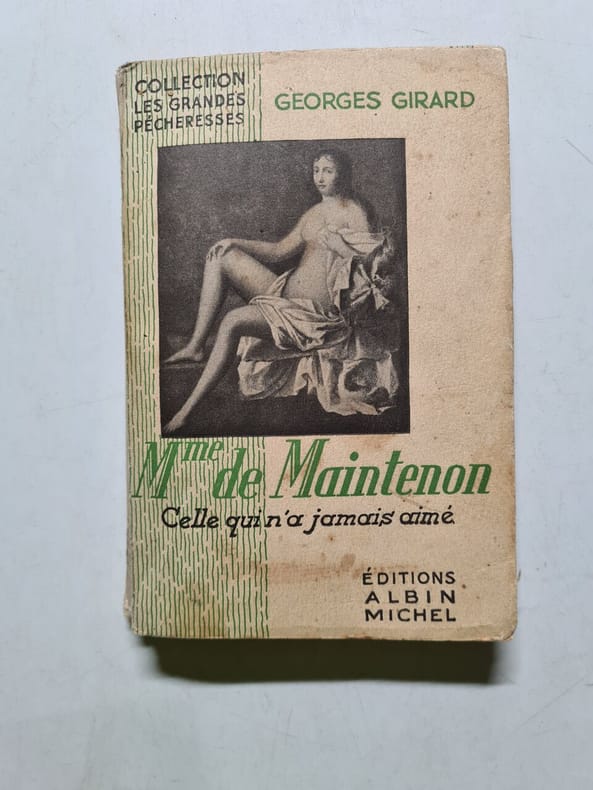 COLLECTION
LES GRANDES
PÉCHERESSES
GEORGES GIRARD
Mme de Maintenon
Celle qui n'a jamais aimé
ÉDITIONS
ALBIN
MICHEL